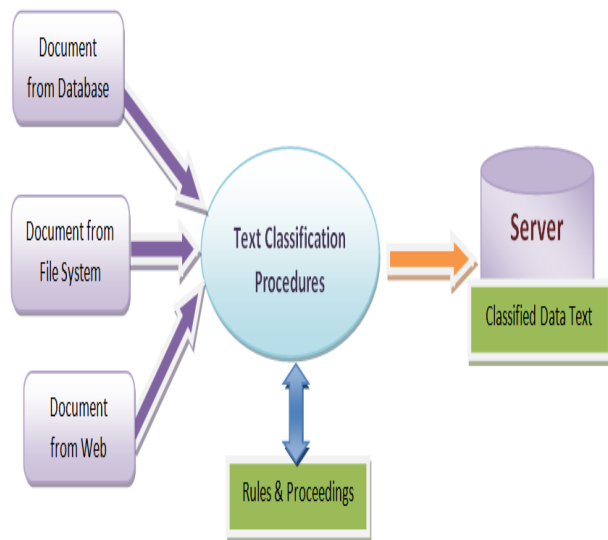 Document
from Database
Document from
File System
Document
from Web
Text Classification
Procedures
Rules & Proceedings
Server
Classified Data Text